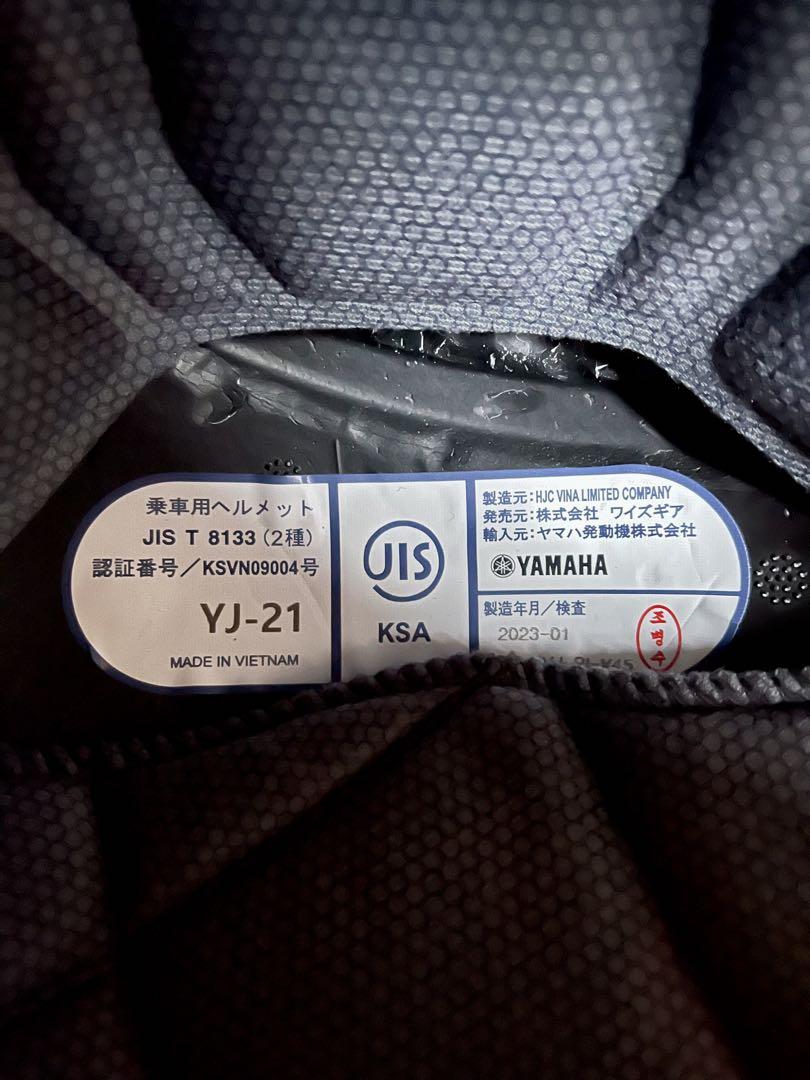 乗車用ヘルメット
JIS T 8133 (2種)
認証番号/KSVN09004号
YJ-21
MADE IN VIETNAM
JIS
KSA
製造元:HJC VINA LIMITED COMPANY
発売元:株式会社 ワイズギア
輸入元:ヤマハ発動機株式会社
YAMAHA
製造年月/検査
2023-01
조병수